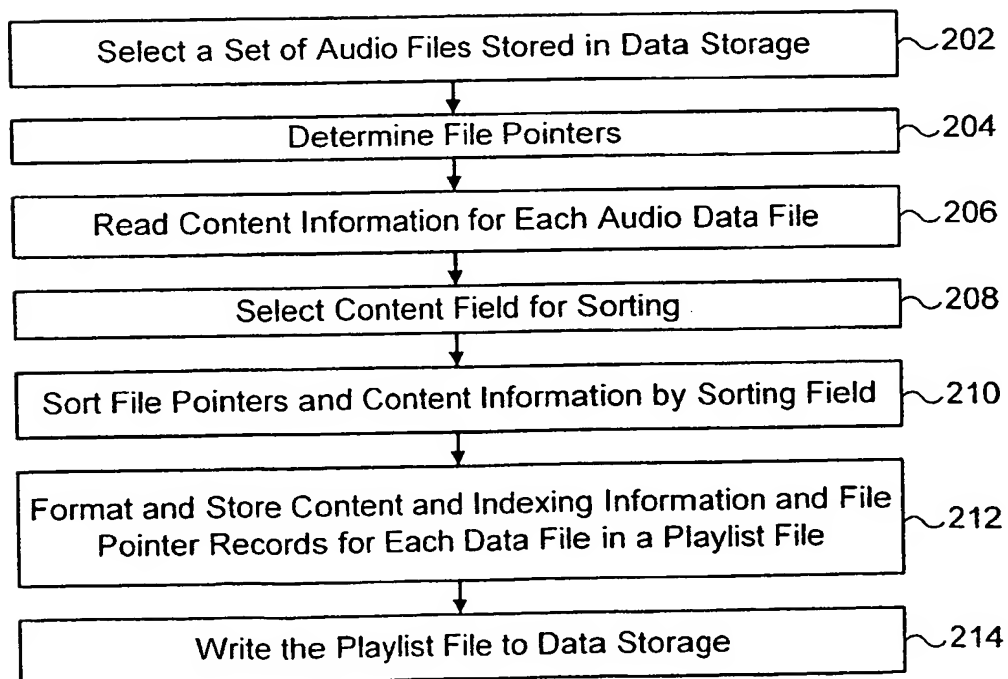 Select a Set of Audio Files Stored in Data Storage 202
Determine File Pointers 204
Read Content Information for Each Audio Data File 206
Select Content Field for Sorting 208
Sort File Pointers and Content Information by Sorting Field 210
Format and Store Content and Indexing Information and File
Pointer Records for Each Data File in a Playlist File 212
Write the Playlist File to Data Storage 214